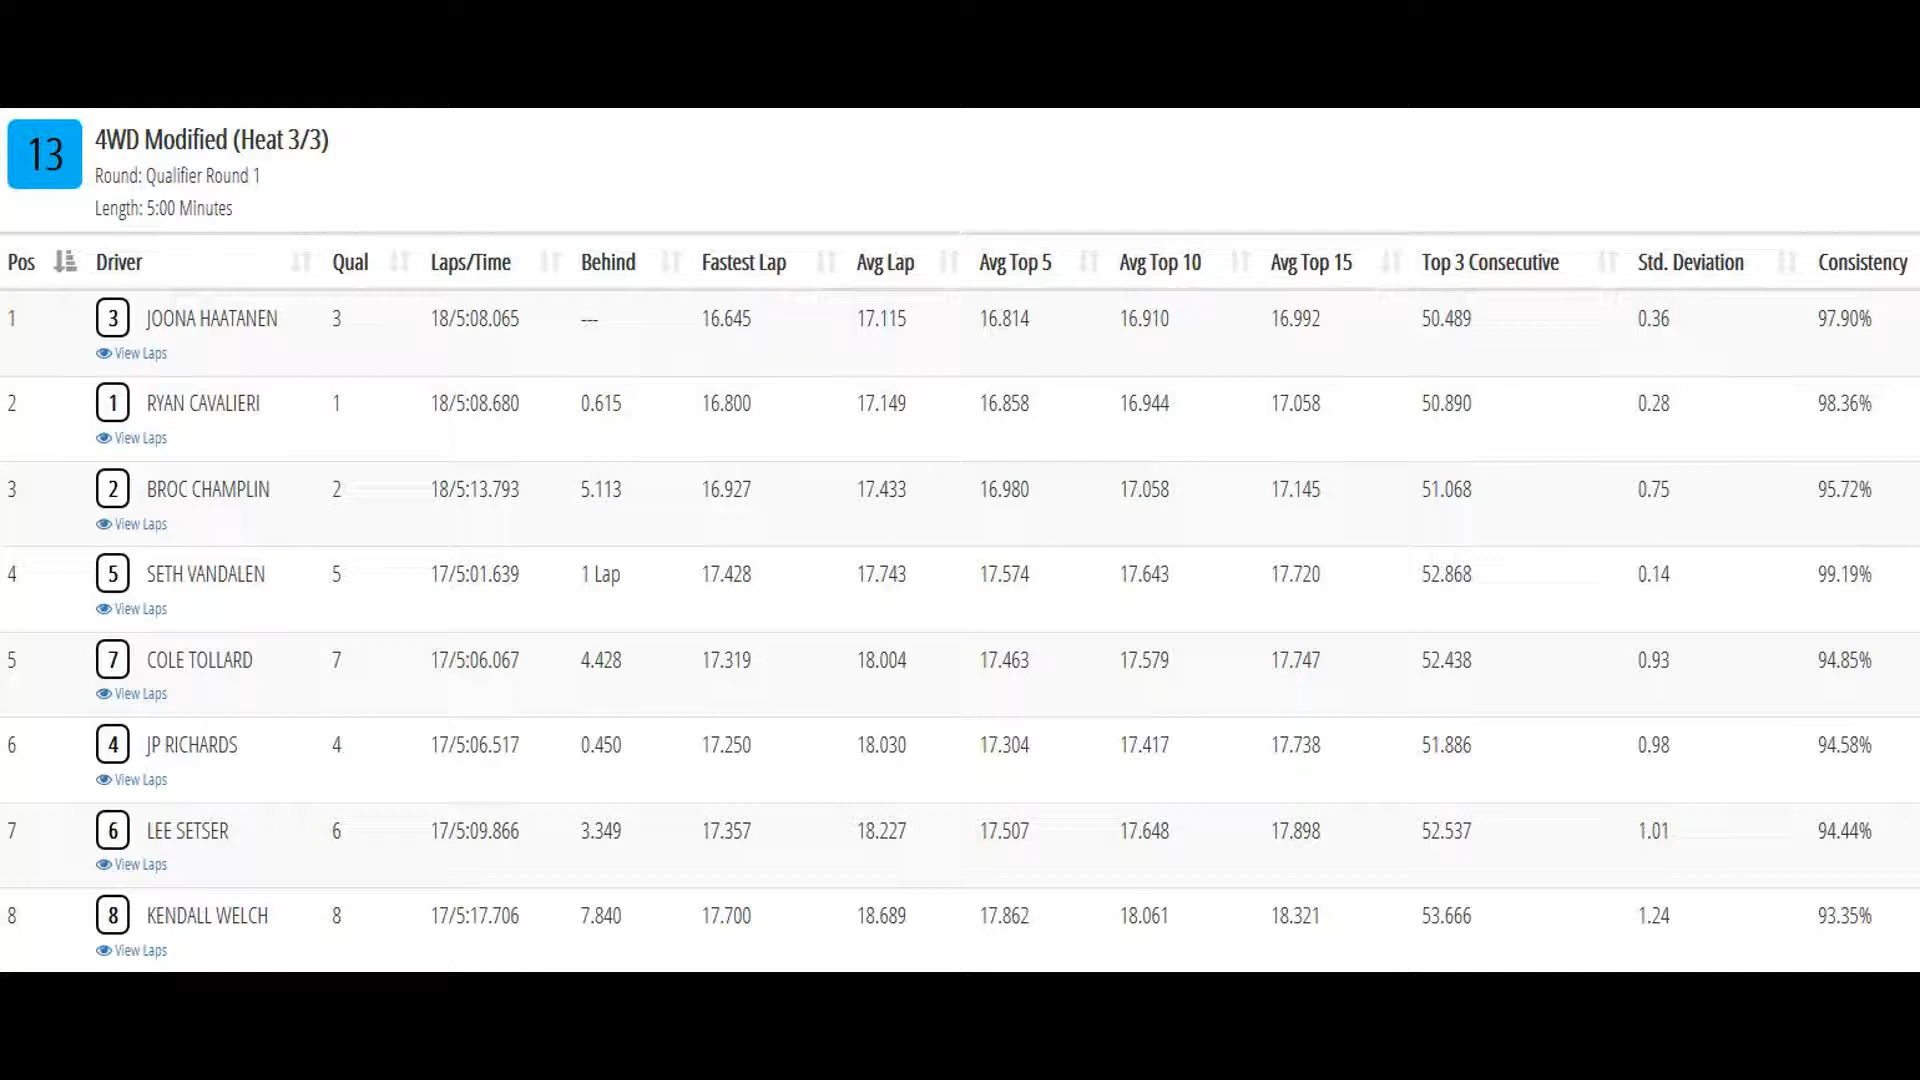 13
4WD Modified (Heat 3/3)
Round: Qualifier Round 1
Length: 5:00 Minutes
Pos Driver Qual Laps/Time Behind Fastest Lap Avg Lap Avg Top 5 Avg Top 10 Avg Top 15 Top 3 Consecutive Std. Deviation Consistency
1 3 JOONA HAATANEN 3 18/5:08.065 --- 16.645 17.115 16.814 16.910 16.992 50.489 0.36 97.90%
View Laps
2 1 RYAN CAVALIERI 1 18/5:08.680 0.615 16.800 17.149 16.858 16.944 17.058 50.890 0.28 98.36%
View Laps
3 2 BROC CHAMPLIN 2 18/5:13.793 5.113 16.927 17.433 16.980 17.058 17.145 51.068 0.75 95.72%
View Laps
4 5 SETH VANDALEN 5 17/5:01.639 1 Lap 17.428 17.743 17.574 17.643 17.720 52.868 0.14 99.19%
View Laps
5 7 COLE TOLLARD 7 17/5:06.067 4.428 17.319 18.004 17.463 17.579 17.747 52.438 0.93 94.85%
View Laps
6 4 JP RICHARDS 4 17/5:06.517 0.450 17.250 18.030 17.304 17.417 17.738 51.886 0.98 94.58%
View Laps
7 6 LEE SETSER 6 17/5:09.866 3.349 17.357 18.227 17.507 17.648 17.898 52.537 1.01 94.44%
View Laps
8 8 KENDALL WELCH 8 17/5:17.706 7.840 17.700 18.689 17.862 18.061 18.321 53.666 1.24 93.35%
View Laps